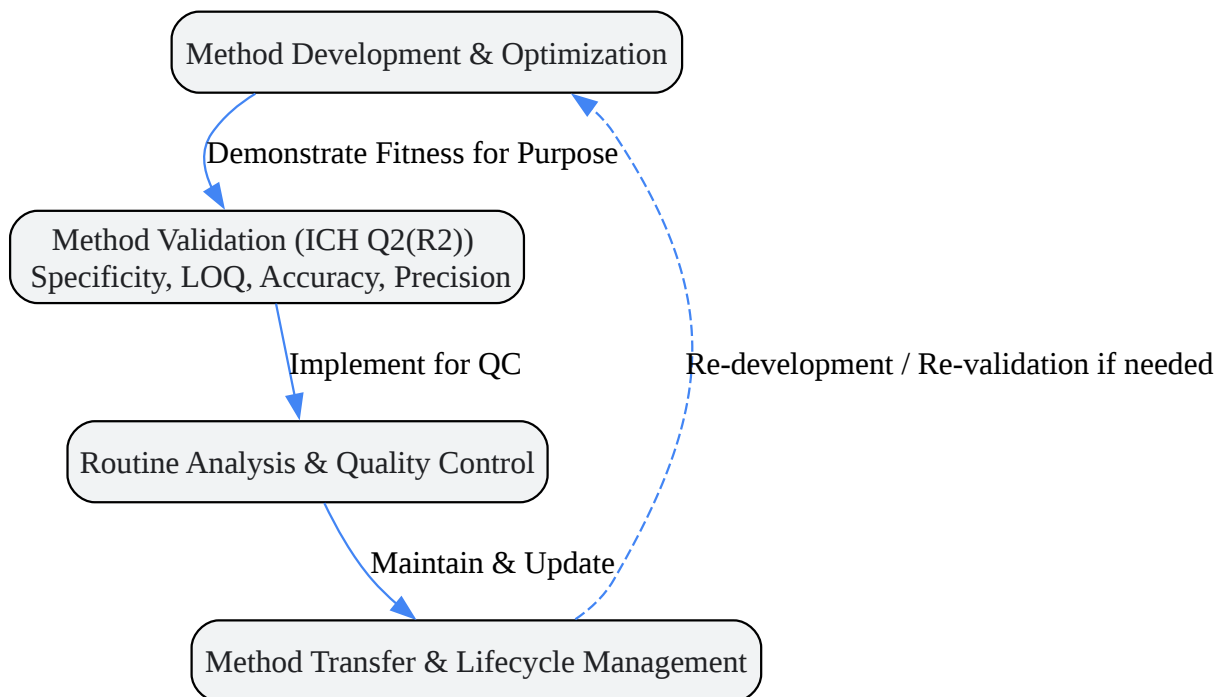 Method Development & Optimization
Demonstrate Fitness for Purpose
Method Validation (ICH Q2(R2))
Specificity, LOQ, Accuracy, Precision
Implement for QC
Re-development / Re-validation if needed
Routine Analysis & Quality Control
Maintain & Update
Method Transfer & Lifecycle Management